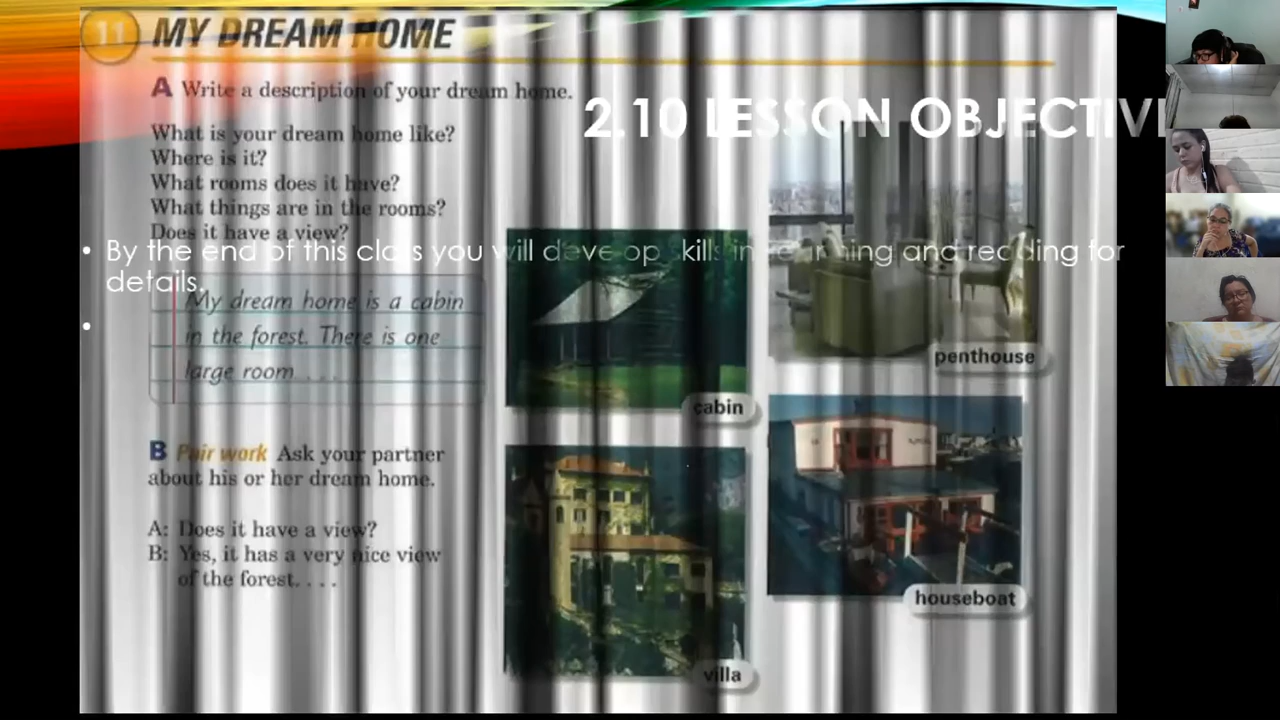 11 MY DREAM HOME
A Write a description of your dream home.
What is your dream home like?
Where is it?
What rooms does it have?
What things are in the rooms?
Does it have a view?
My dream home is a cabin
in the forest. There is one
large room . . . .
B Pair work Ask your partner
about his or her dream home.
A: Does it have a view?
B: Yes, it has a very nice view
of the forest. . . .
cabin
penthouse
villa
houseboat
2.10 LESSON OBJECTIVE
• By the end of this class you will develop skills in and reading for
details.
•